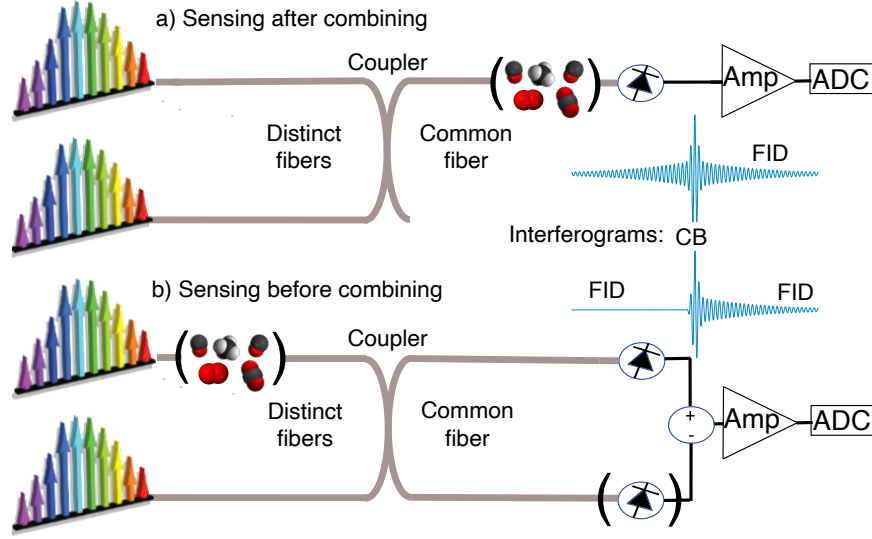 a) Sensing after combining
Coupler
Amp
ADC
Distinct
fibers
Common
fiber
FID
Interferograms: CB
b) Sensing before combining
FID
FID
Coupler
Distinct
fibers
Common
fiber
+
-
Amp
ADC